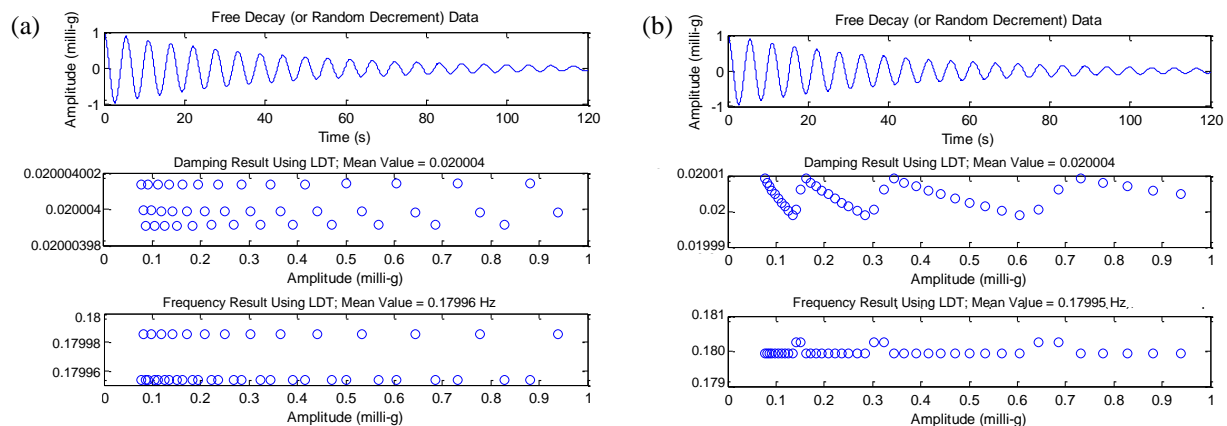 (a)
Free Decay (or Random Decrement) Data
Amplitude (milli-g)
1
0
-1
0 20 40 60 80 100 120
Time (s)
Damping Result Using LDT; Mean Value = 0.020004
0.020004002
0.020004
0.02000398
0 0.1 0.2 0.3 0.4 0.5 0.6 0.7 0.8 0.9 1
Amplitude (milli-g)
Frequency Result Using LDT; Mean Value = 0.17996 Hz
0.18
0.17998
0.17996
0 0.1 0.2 0.3 0.4 0.5 0.6 0.7 0.8 0.9 1
Amplitude (milli-g)
(b)
Free Decay (or Random Decrement) Data
Amplitude (milli-g)
1
0
-1
0 20 40 60 80 100 120
Time (s)
Damping Result Using LDT; Mean Value = 0.020004
0.02001
0.02
0.01999
0 0.1 0.2 0.3 0.4 0.5 0.6 0.7 0.8 0.9 1
Amplitude (milli-g)
Frequency Result Using LDT; Mean Value = 0.17995 Hz
0.181
0.180
0.179
0 0.1 0.2 0.3 0.4 0.5 0.6 0.7 0.8 0.9 1
Amplitude (milli-g)